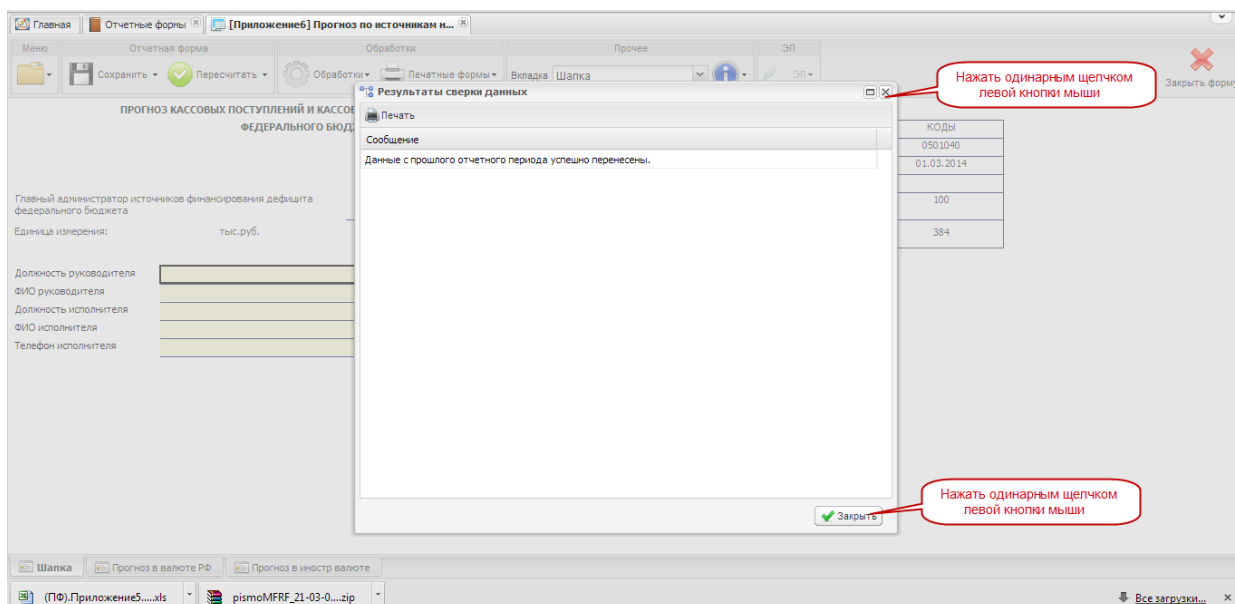 Главная
Отчетные формы
[Приложение6] Прогноз по источникам н...
Меню
Отчетная форма
Обработки
Прочее
ЭП
Сохранить
Пересчитать
Обработки
Печатные формы
Вкладка Шапка
ЭП
Закрыть форму
Нажать одинарным щелчком
левой кнопки мыши
Результаты сверки данных
Печать
Сообщение
Данные с прошлого отчетного периода успешно перенесены.
ПРОГНОЗ КАССОВЫХ ПОСТУПЛЕНИЙ И
ФЕДЕРАЛЬНОГО
КОДЫ
0501040
01.03.2014
Главный администратор источников финансирования дефицита
федерального бюджета
100
Единица измерения: тыс.руб.
384
Должность руководителя
ФИО руководителя
Должность исполнителя
ФИО исполнителя
Телефон исполнителя
Нажать одинарным щелчком
левой кнопки мыши
Закрыть
Шапка
Прогноз в валюте РФ
Прогноз в иностр валюте
(ПФ).Приложение5.....xls
pismoMFRF_21-03-0....zip
Все загрузки...